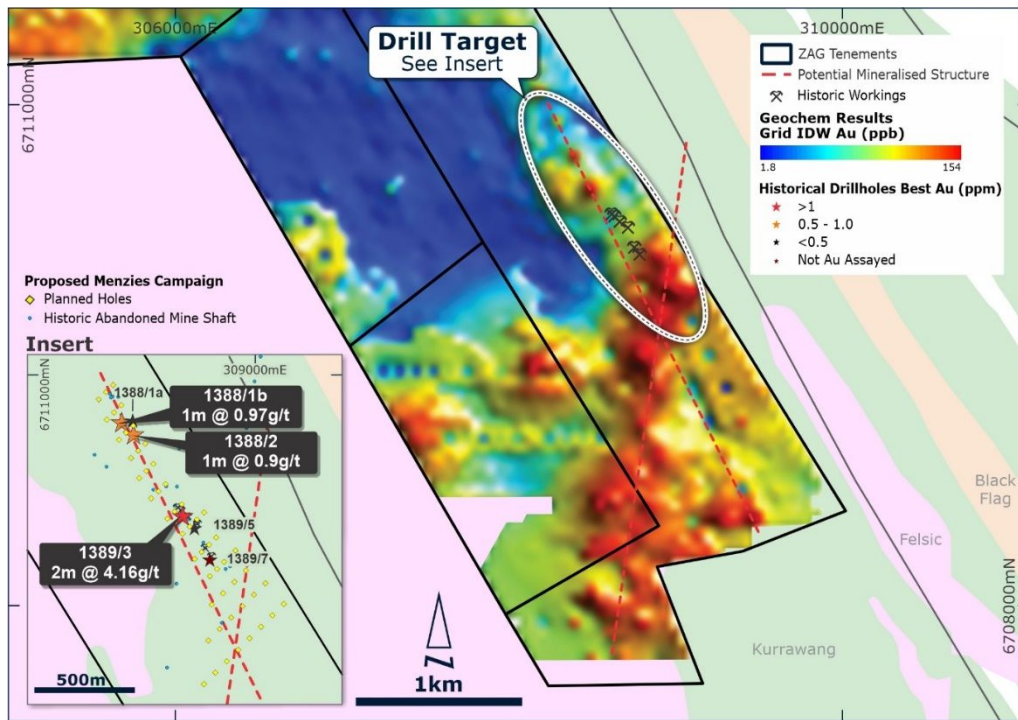 306000mE
310000mE
6711000mN
Drill Target
See Insert
ZAG Tenements
Potential Mineralised Structure
Historic Workings
Geochem Results
Grid IDW Au (ppb)
1.8
154
Historical Drillholes Best Au (ppm)
>1
0.5 - 1.0
<0.5
Not Au Assayed
Proposed Menzies Campaign
Planned Holes
Historic Abandoned Mine Shaft
Insert
309000mE
6711000mN
1388/1a
1388/1b
1m @ 0.97g/t
1388/2
1m @ 0.9g/t
1389/5
1389/3
2m @ 4.16g/t
1389/7
500m
N
1km
Black
Flag
Felsic
Kurrawang
6708000mN